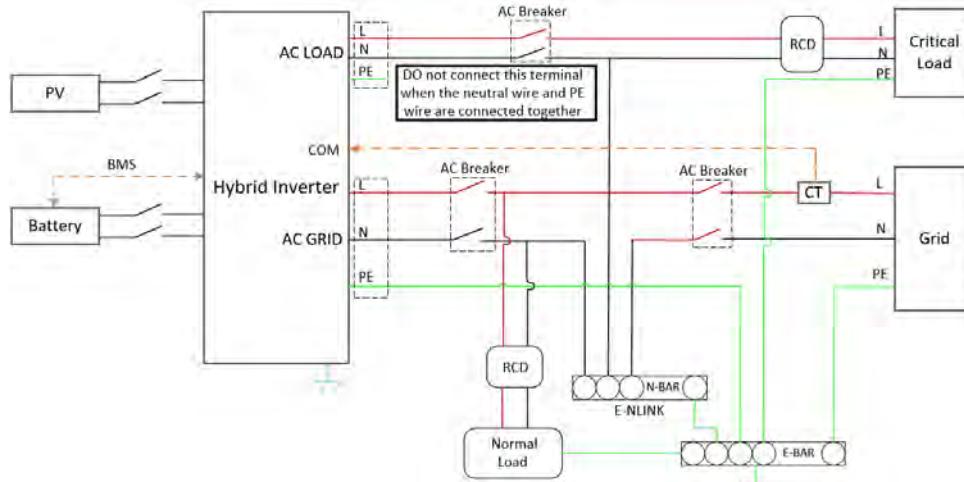 AC Breaker
L
AC LOAD
N
PE
RCD
L
N
PE
Critical
Load
PV
DO not connect this terminal
when the neutral wire and PE
wire are connected together
COM
BMS
Hybrid Inverter
AC Breaker
AC Breaker
L
CT
L
Battery
AC GRID
N
N
Grid
PE
PE
RCD
N-BAR
E-NLINK
Normal
Load
E-BAR